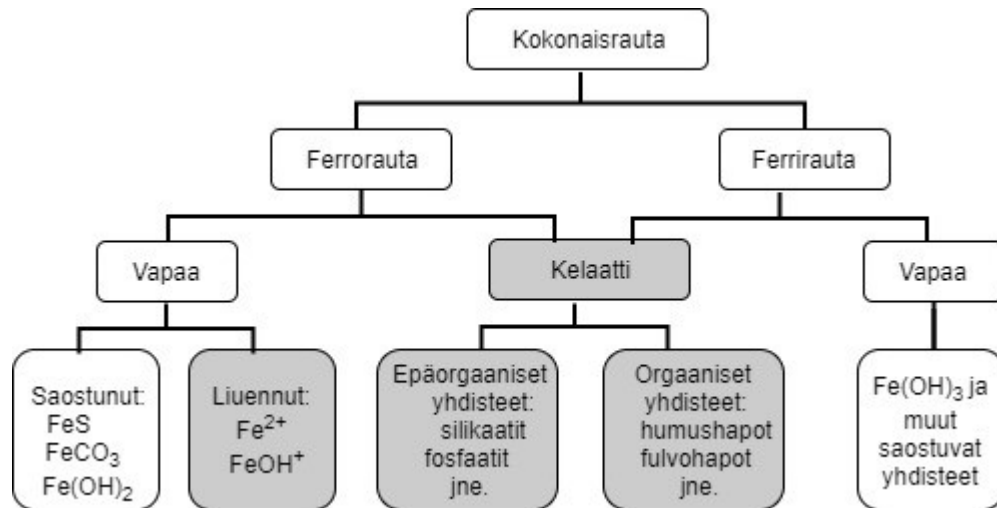 Kokonaisrauta
Ferrorauta
Ferrirauta
Vapaa
Kelaatti
Vapaa
Saostunut:
FeS
FeCO₃
Fe(OH)₂
Liuennut:
Fe²⁺
FeOH⁺
Epäorgaaniset
yhdisteet:
silikaatit
fosfaatit
jne.
Orgaaniset
yhdisteet:
humushapot
fulvohapot
jne.
Fe(OH)₃ ja
muut
saostuvat
yhdisteet